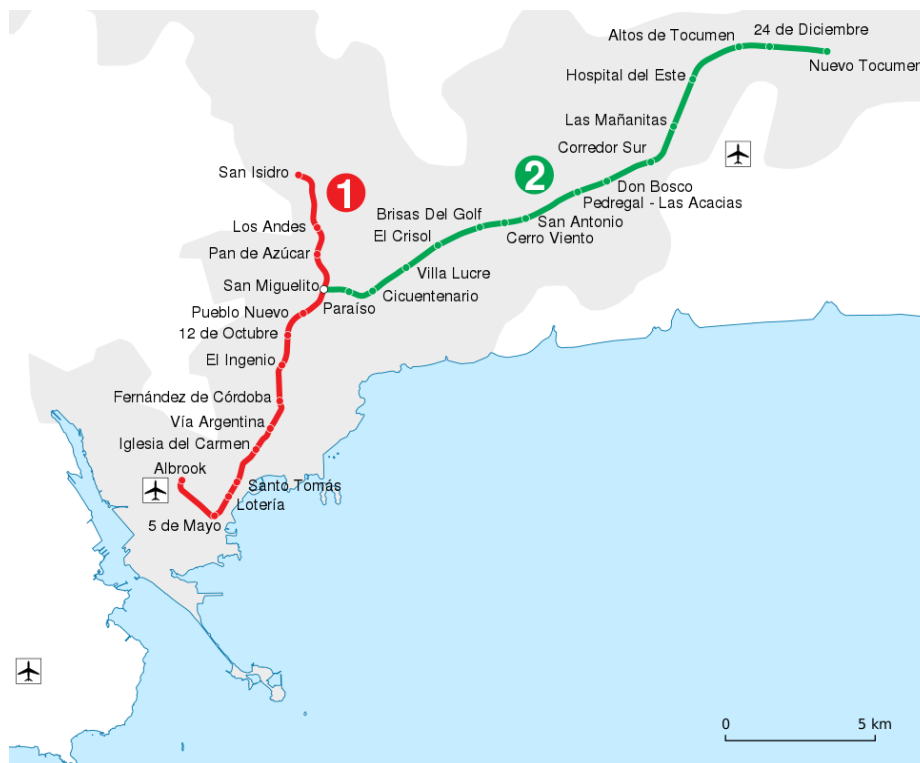 Altos de Tocumen
24 de Diciembre
Nuevo Tocumen
Hospital del Este
Las Mañanitas
Corredor Sur
San Isidro
1
2
Don Bosco
Pedregal - Las Acacias
Brisas Del Golf
San Antonio
Los Andes
El Crisol
Cerro Viento
Pan de Azúcar
Villa Lucre
San Miguelito
Cicuentenario
Pueblo Nuevo
Paraíso
12 de Octubre
El Ingenio
Fernández de Córdoba
Vía Argentina
Iglesia del Carmen
Albrook
Santo Tomás
Lotería
5 de Mayo
0
5 km